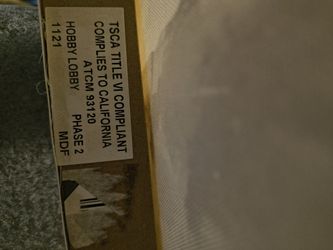 TSCA TITLE VI COMPLIANT
COMPLIES TO CALIFORNIA
ATCM 93120
HOBBY LOBBY PHASE 2
1121 MDF